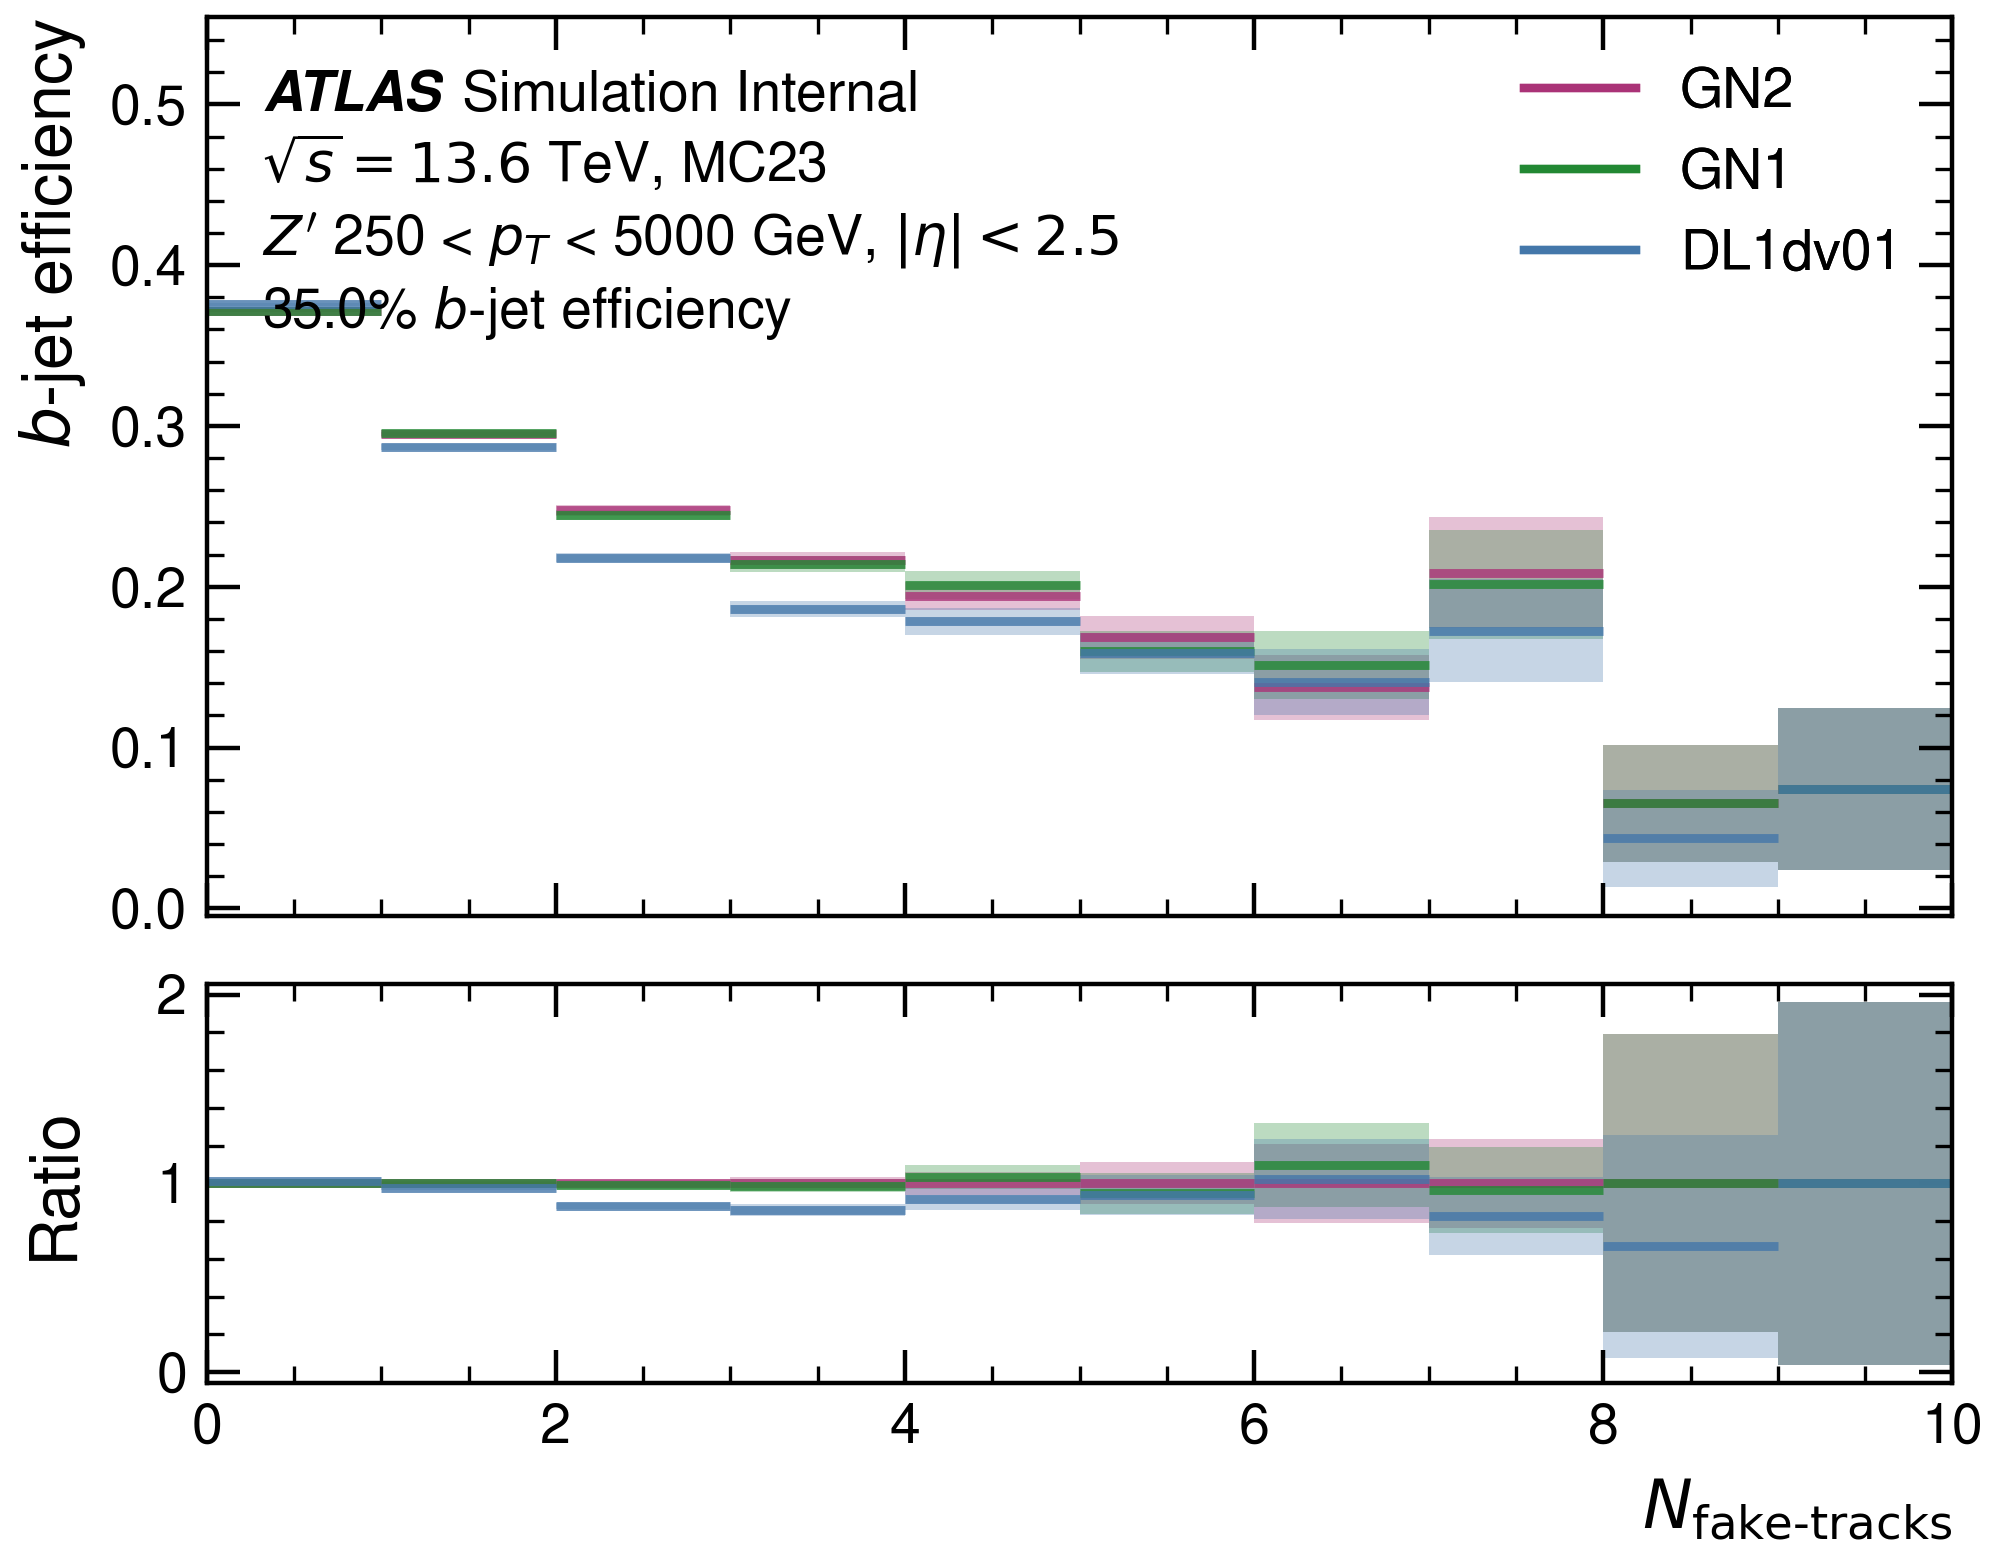 ATLAS Simulation Internal
√s = 13.6 TeV, MC23
Z′ 250 < pT < 5000 GeV, |η| < 2.5
35.0% b-jet efficiency
GN2
GN1
DL1dv01
b-jet efficiency
0.5
0.4
0.3
0.2
0.1
0.0
Ratio
2
1
0
0 2 4 6 8 10
Nfake-tracks